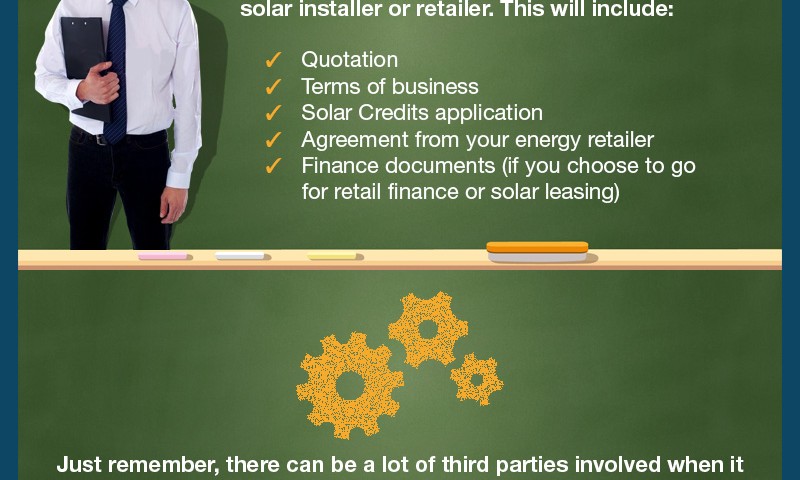 solar installer or retailer. This will include:
✓ Quotation
✓ Terms of business
✓ Solar Credits application
✓ Agreement from your energy retailer
✓ Finance documents (if you choose to go
for retail finance or solar leasing)
Just remember, there can be a lot of third parties involved when it